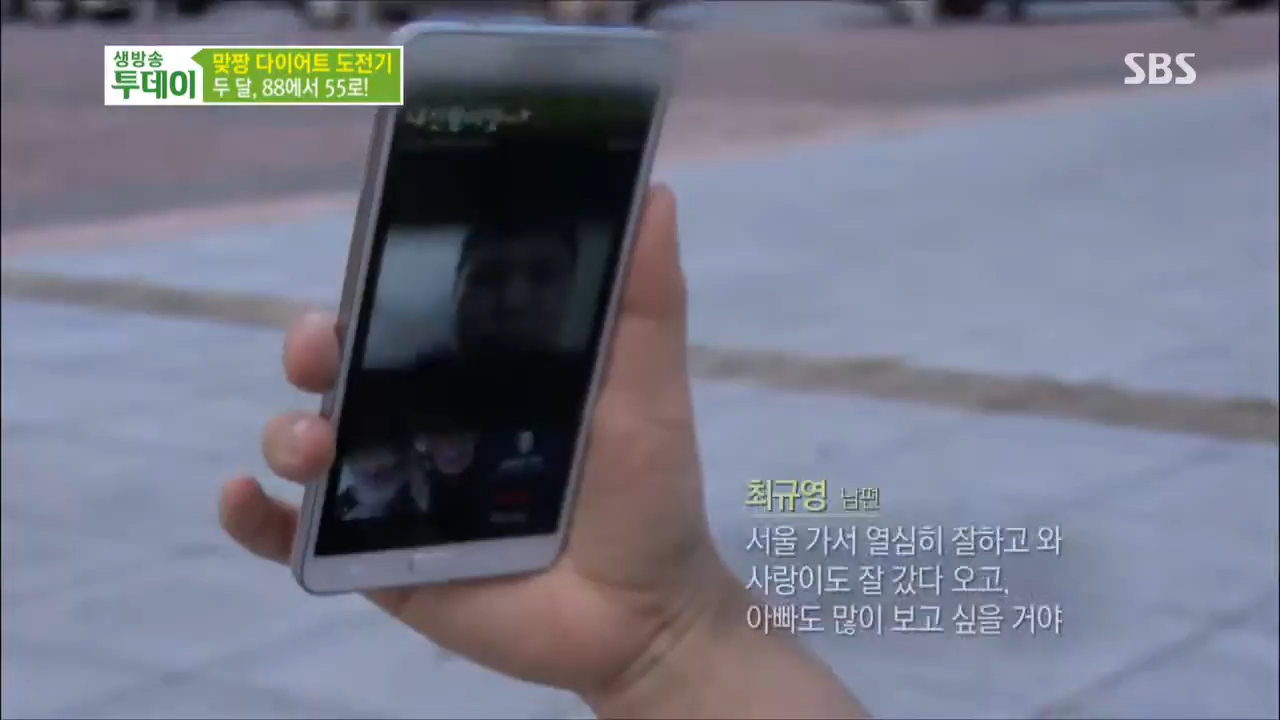 생방송
투데이
맞짱 다이어트 도전기
두 달, 88에서 55로!
SBS
최규영 남편
서울 가서 열심히 잘하고 와
사랑이도 잘 갔다 오고,
아빠도 많이 보고 싶을 거야